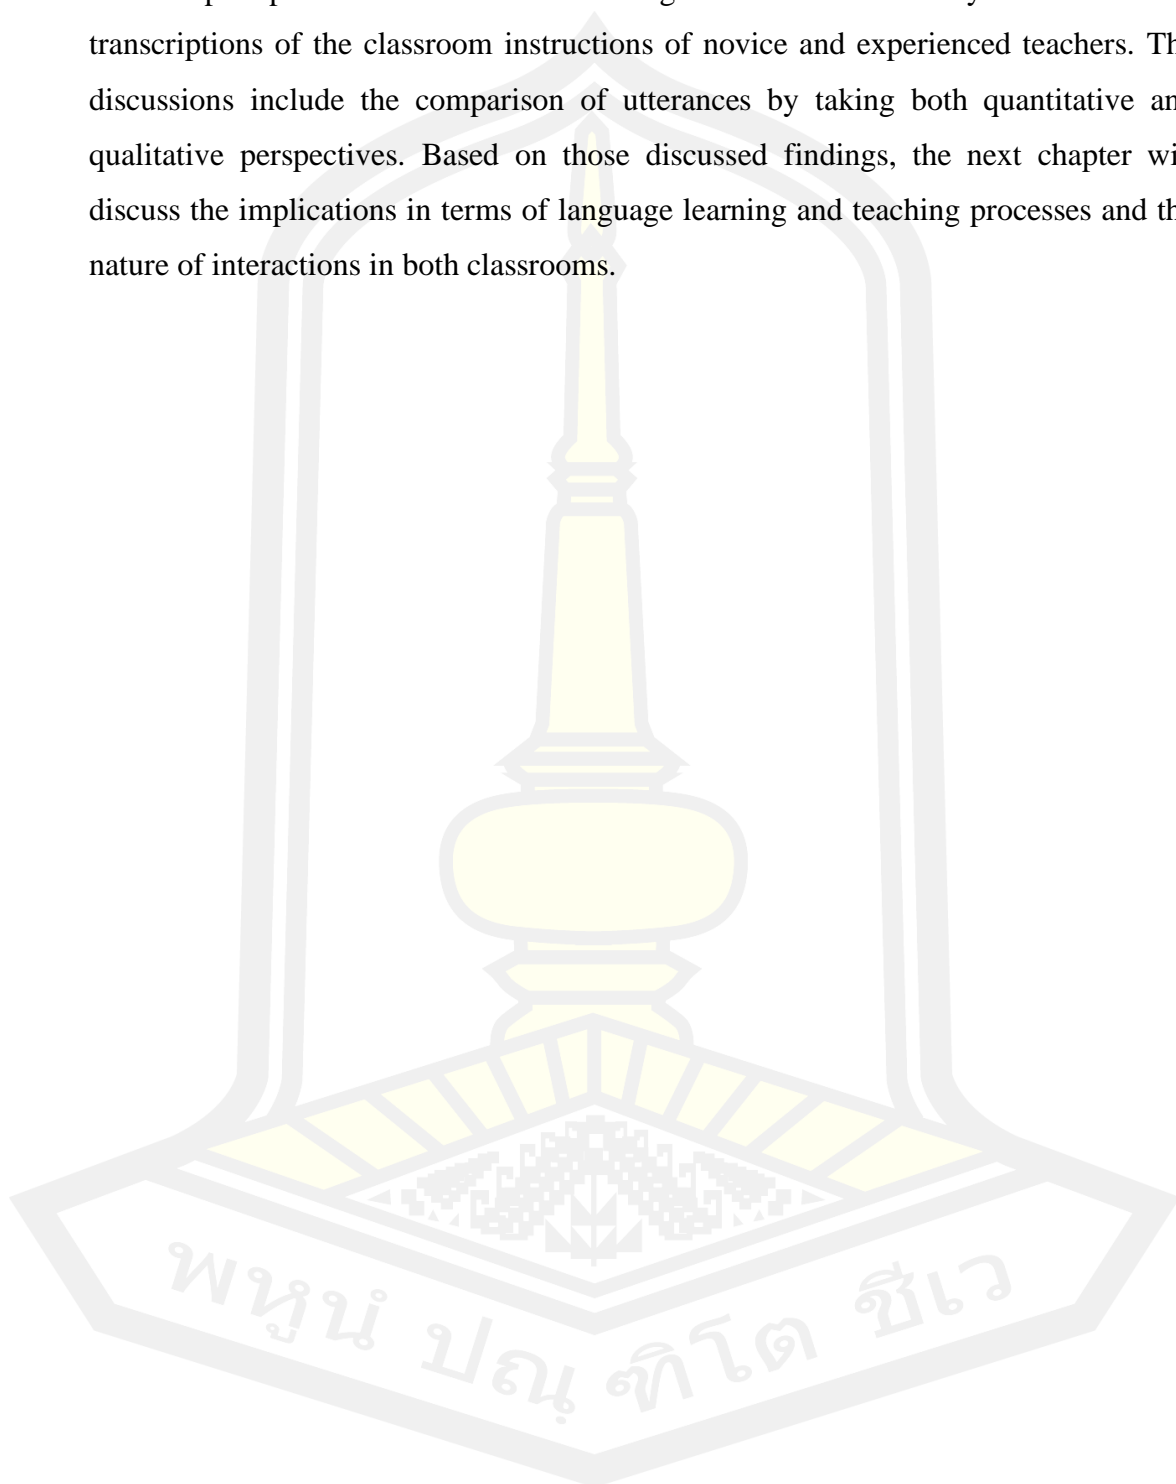 transcriptions of the classroom instructions of novice and experienced teachers. Th
discussions include the comparison of utterances by taking both quantitative an
qualitative perspectives. Based on those discussed findings, the next chapter wi
discuss the implications in terms of language learning and teaching processes and th
nature of interactions in both classrooms.
พหูนํ ปณฺฑิโต ชีเว